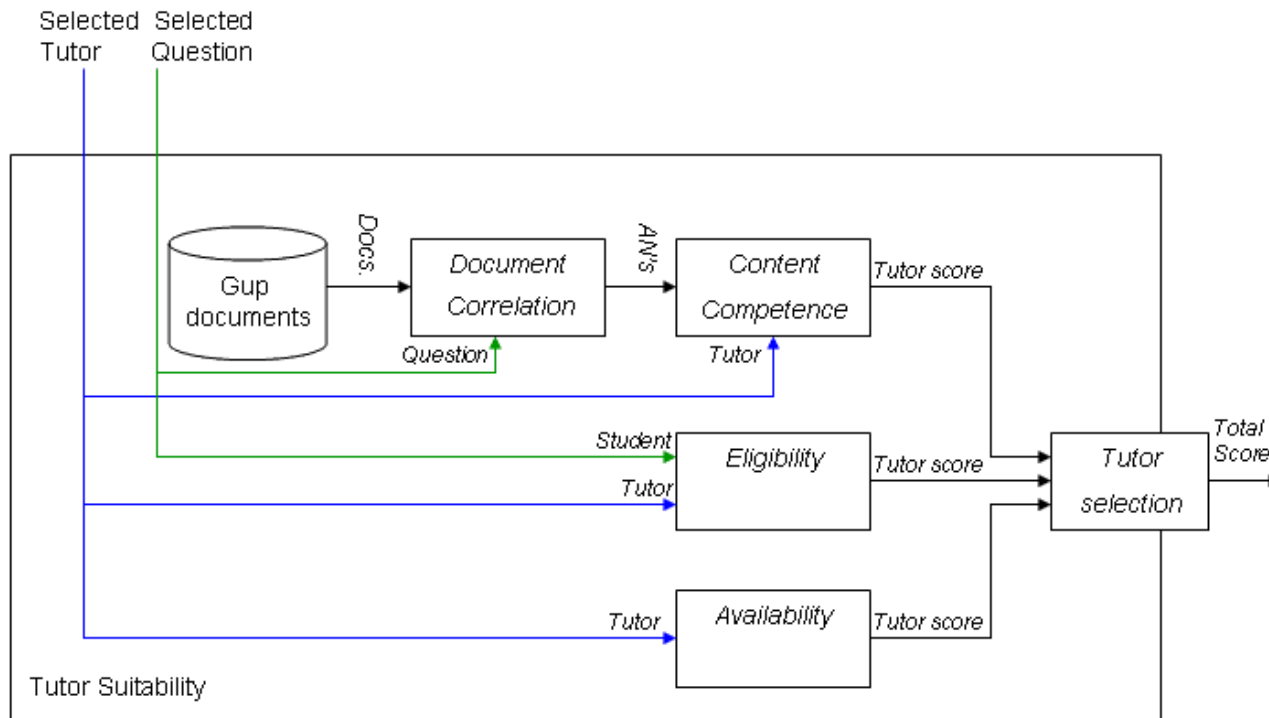 Selected Selected
Tutor Question
Docs.
AN's
Gup
documents
Document
Correlation
Content
Competence
Tutor score
Question
Tutor
Student
Eligibility
Tutor score
Tutor
Tutor
selection
Total
Score
Tutor
Availability
Tutor score
Tutor Suitability